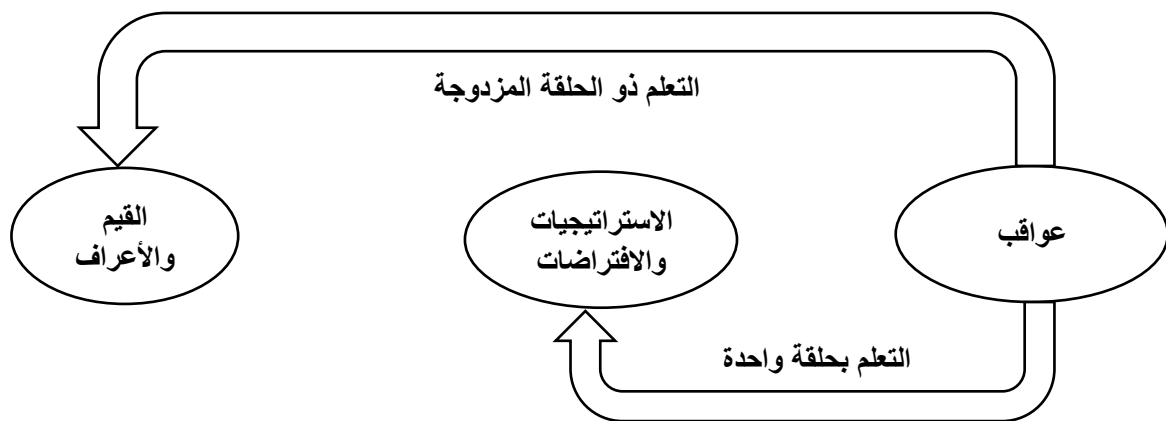 التعلم ذو الحلقة المزدوجة
عواقب
الاستراتيجيات
والافتراضات
القيم
والأعراف
التعلم بحلقة واحدة